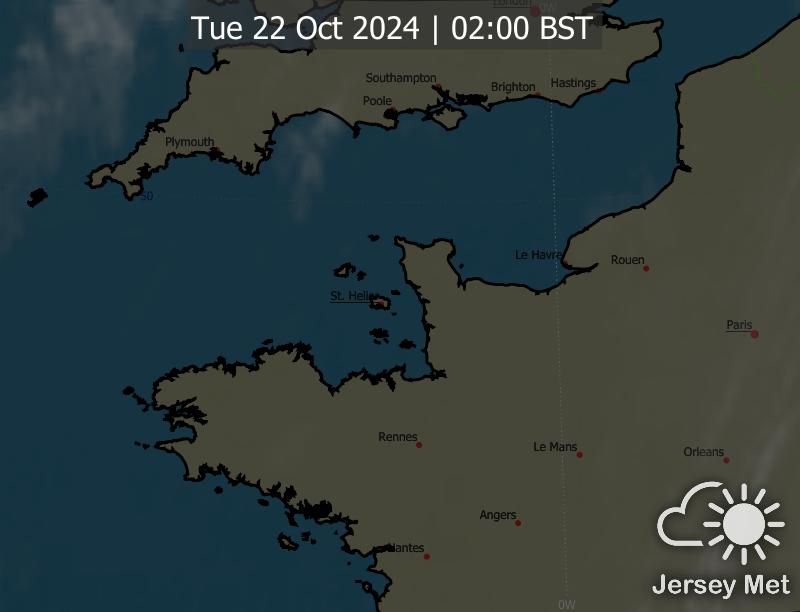 London
0W
Tue 22 Oct 2024 | 02:00 BST
Southampton
Brighton
Hastings
Poole
Plymouth
50
Le Havre
Rouen
St. Helier
Paris
Rennes
Le Mans
Orleans
Angers
Nantes
Jersey Met
0W